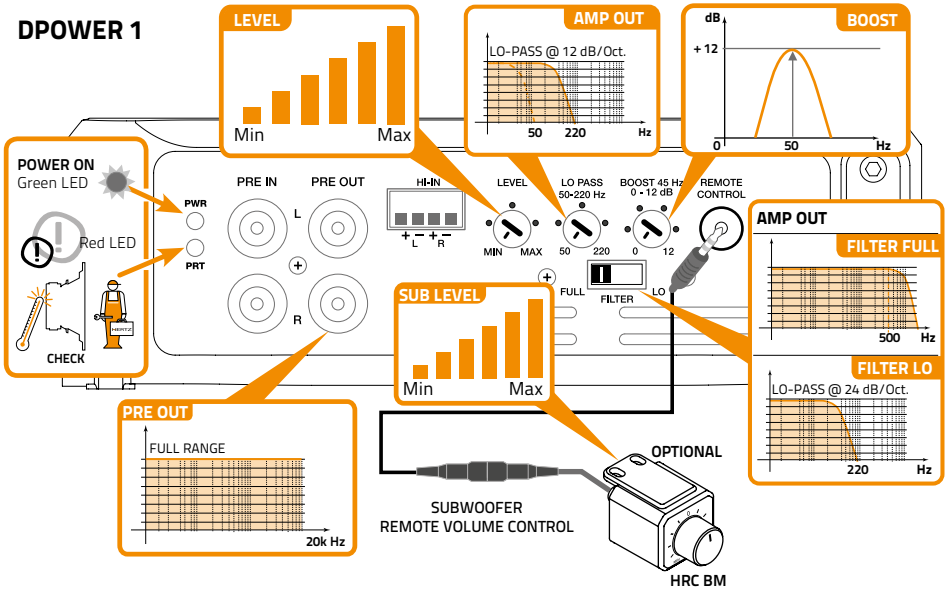 DPOWER 1
LEVEL
Min Max
AMP OUT
LO-PASS @ 12 dB/Oct.
50 220 Hz
BOOST
dB
+ 12
0 50 Hz
POWER ON
Green LED
Red LED
HERTZ
CHECK
PWR
PRT
PRE IN PRE OUT
L
R
HI-IN
+ L - + R -
LEVEL
MIN MAX
LO PASS
50-220 Hz
50 220
BOOST 45 Hz
0 - 12 dB
0 12
REMOTE
CONTROL
FULL FILTER LO
AMP OUT
FILTER FULL
500 Hz
FILTER LO
LO-PASS @ 24 dB/Oct.
220 Hz
SUB LEVEL
Min Max
PRE OUT
FULL RANGE
20k Hz
SUBWOOFER
REMOTE VOLUME CONTROL
OPTIONAL
0
HRC BM